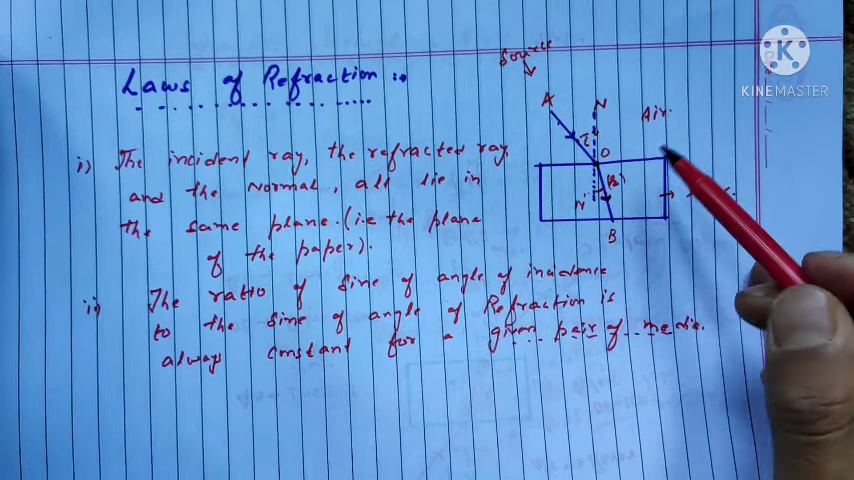 Laws of Refraction :-
i) The incident ray, the refracted ray
and the Normal, all lie in
the same plane. (i.e the plane
of the paper).
ii) The ratio of Sine of angle of incidence
to the Sine of angle of Refraction is
always constant for a given pair of media.
Source
A
N
Air.
i
O
N'
B
K
KINEMASTER